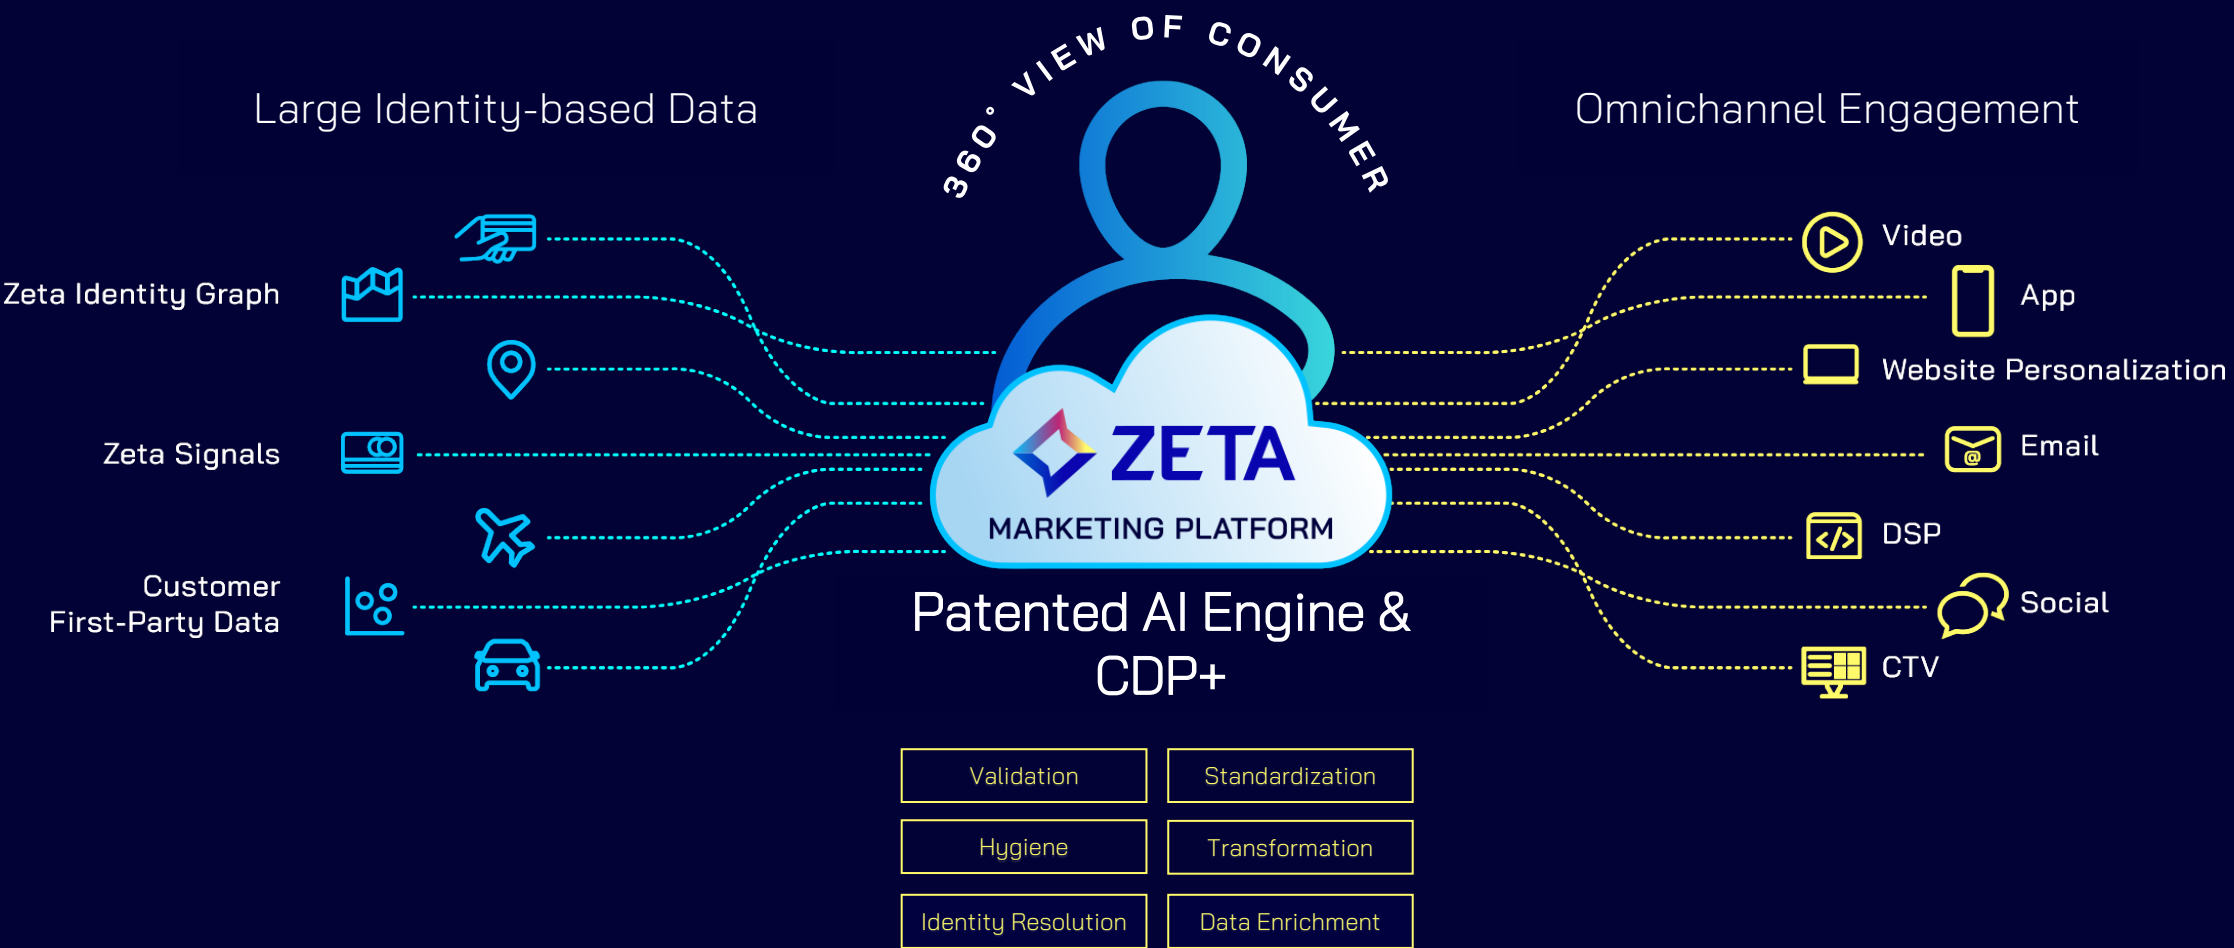 360° VIEW OF CONSUMER
Large Identity-based Data
Omnichannel Engagement
Zeta Identity Graph
Zeta Signals
Customer
First-Party Data
ZETA
MARKETING PLATFORM
Patented AI Engine &
CDP+
Video
App
Website Personalization
Email
@
</>
DSP
Social
CTV
Validation
Standardization
Hygiene
Transformation
Identity Resolution
Data Enrichment